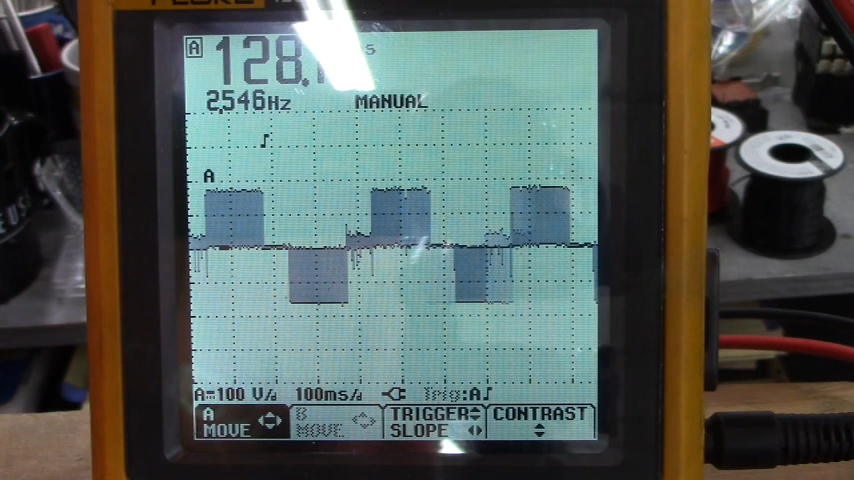 FLUKE
A 128. s
2.546Hz MANUAL
A
A=100 V/d 100ms/d Trig:A
A MOVE
B MOVE
TRIGGER SLOPE
CONTRAST